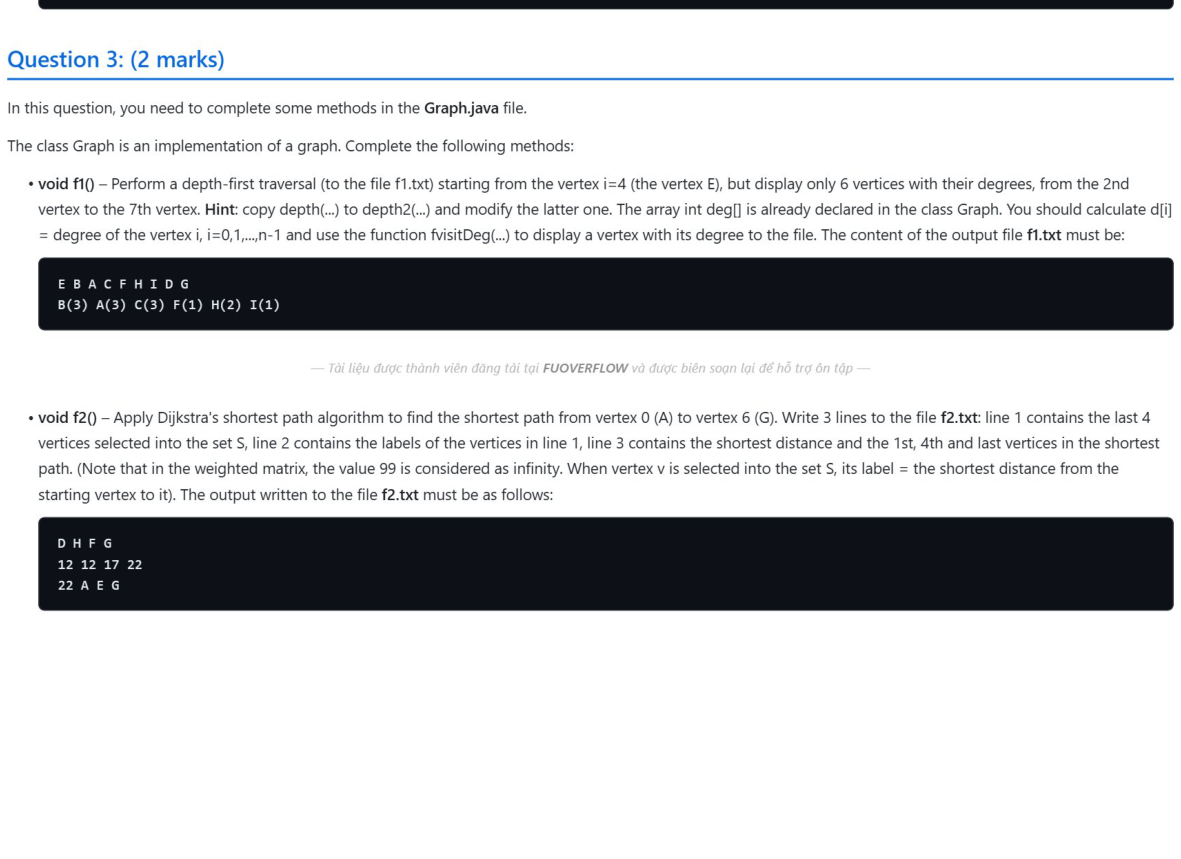 Question 3: (2 marks)
In this question, you need to complete some methods in the Graph.java file.
The class Graph is an implementation of a graph. Complete the following methods:
• void f1() – Perform a depth-first traversal (to the file f1.txt) starting from the vertex i=4 (the vertex E), but display only 6 vertices with their degrees, from the 2nd
vertex to the 7th vertex. Hint: copy depth(...) to depth2(...) and modify the latter one. The array int deg[] is already declared in the class Graph. You should calculate d[i]
= degree of the vertex i, i=0,1,...,n-1 and use the function fvisitDeg(...) to display a vertex with its degree to the file. The content of the output file f1.txt must be:
E B A C F H I D G
B(3) A(3) C(3) F(1) H(2) I(1)
— Tài liệu được thành viên đăng tải tại FUOVERFLOW và được biên soạn lại để hỗ trợ ôn tập —
• void f2() – Apply Dijkstra's shortest path algorithm to find the shortest path from vertex 0 (A) to vertex 6 (G). Write 3 lines to the file f2.txt: line 1 contains the last 4
vertices selected into the set S, line 2 contains the labels of the vertices in line 1, line 3 contains the shortest distance and the 1st, 4th and last vertices in the shortest
path. (Note that in the weighted matrix, the value 99 is considered as infinity. When vertex v is selected into the set S, its label = the shortest distance from the
starting vertex to it). The output written to the file f2.txt must be as follows:
D H F G
12 12 17 22
22 A E G